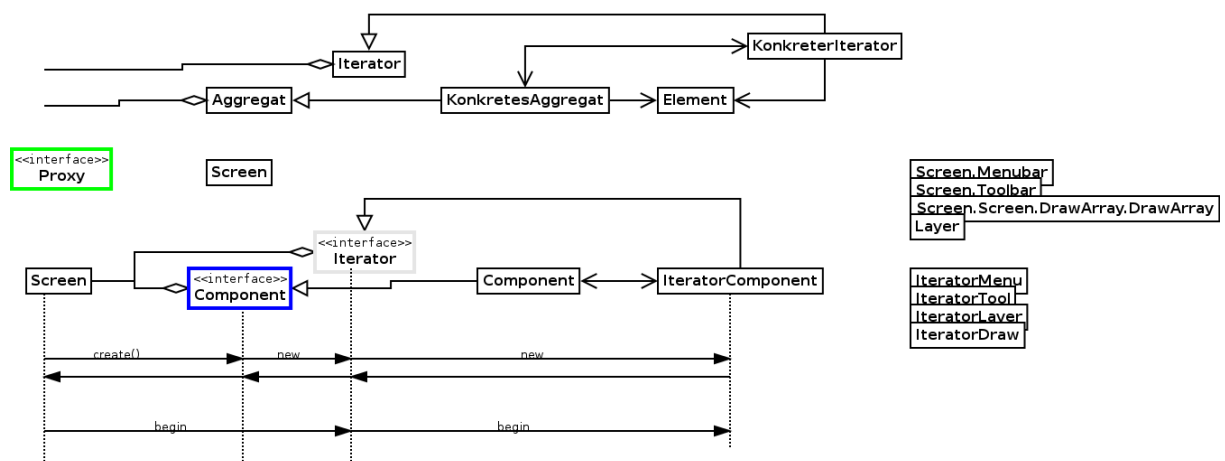 KonkreterIterator
Iterator
Aggregat
KonkretesAggregat
Element
<<interface>>
Proxy
Screen
Screen.Menubar
Screen.Toolbar
Screen.Screen.DrawArray.DrawArray
Layer
<<interface>>
Iterator
Screen
<<interface>>
Component
Component
IteratorComponent
IteratorMenu
IteratorTool
IteratorLayer
IteratorDraw
create()
new
new
begin
begin